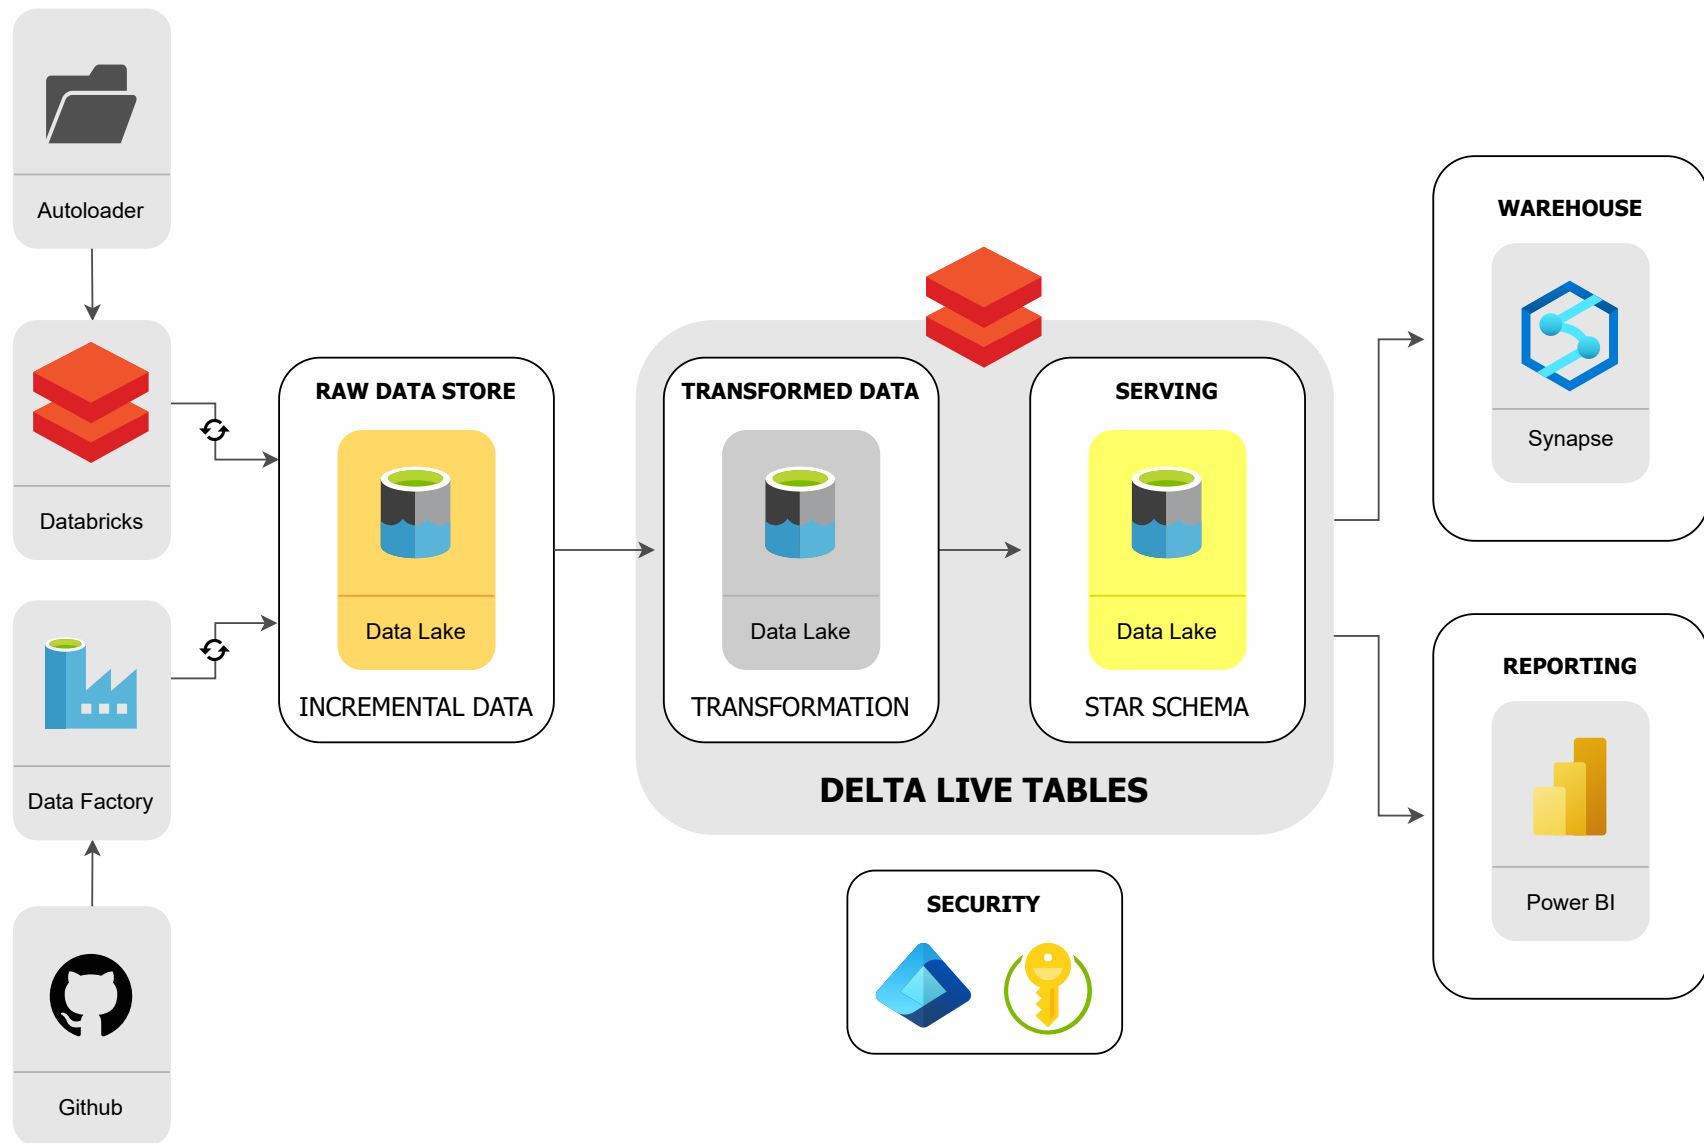 Autoloader
Databricks
Data Factory
Github
RAW DATA STORE
Data Lake
INCREMENTAL DATA
TRANSFORMED DATA
Data Lake
TRANSFORMATION
SERVING
Data Lake
STAR SCHEMA
DELTA LIVE TABLES
SECURITY
WAREHOUSE
Synapse
REPORTING
Power BI